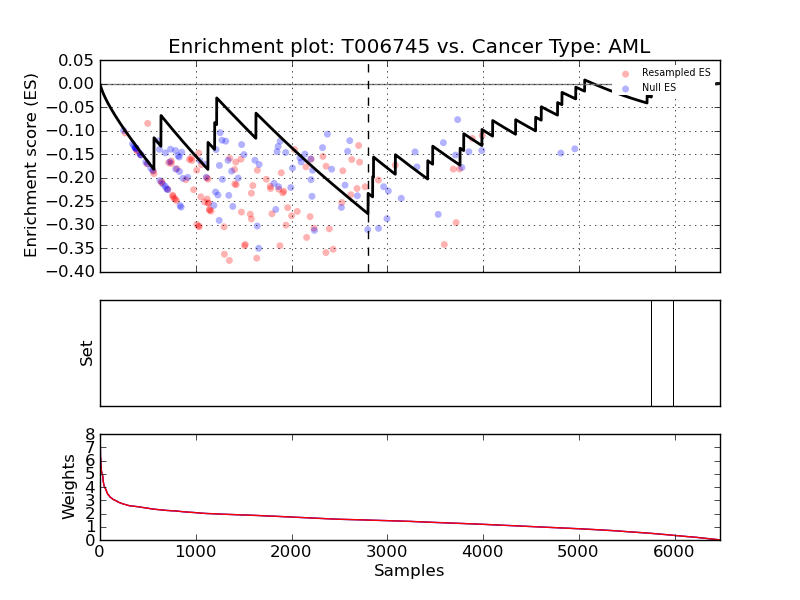 Enrichment plot: T006745 vs. Cancer Type: AML
Enrichment score (ES)
0.05
0.00
−0.05
−0.10
−0.15
−0.20
−0.25
−0.30
−0.35
−0.40
Resampled ES
Null ES
Set
Weights
8
7
6
5
4
3
2
1
0
0 1000 2000 3000 4000 5000 6000
Samples